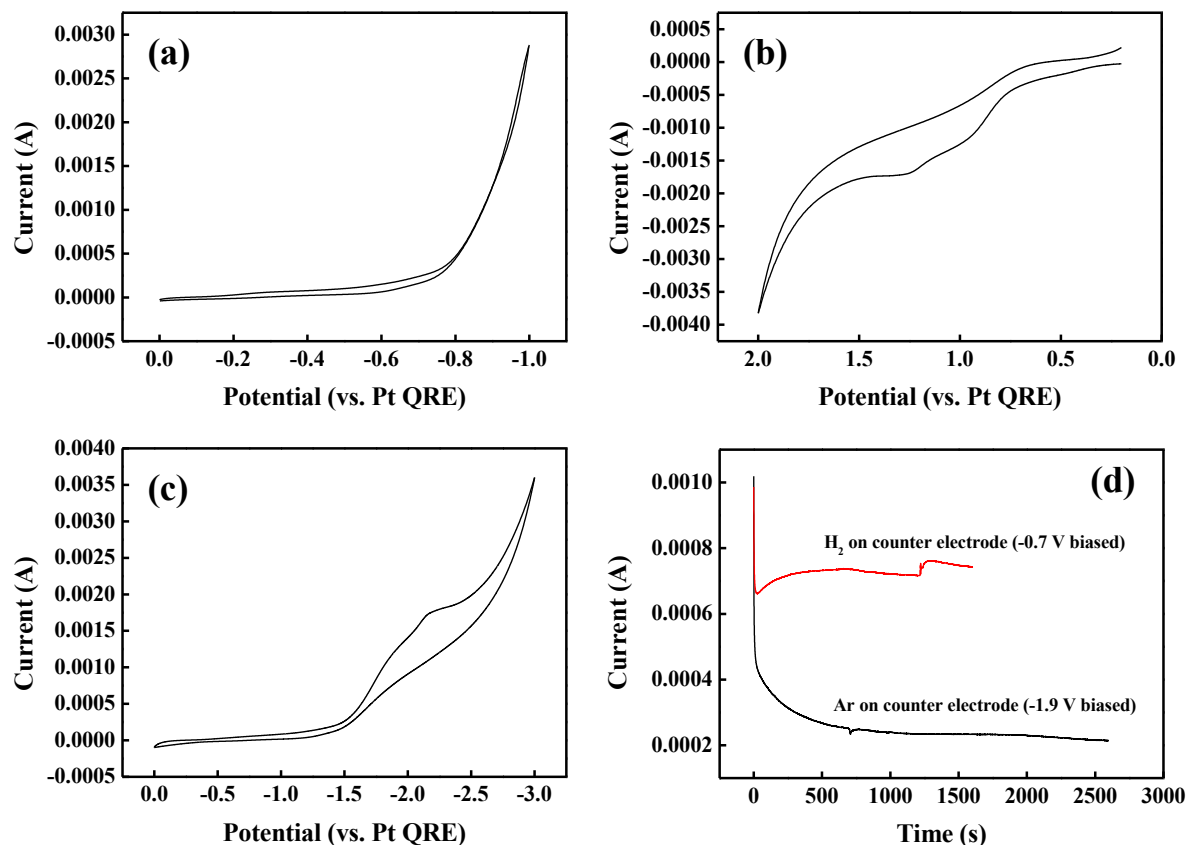 (a)
0.0030
0.0025
0.0020
0.0015
0.0010
0.0005
0.0000
-0.0005
Current (A)
0.0 -0.2 -0.4 -0.6 -0.8 -1.0
Potential (vs. Pt QRE)
(b)
0.0005
0.0000
-0.0005
-0.0010
-0.0015
-0.0020
-0.0025
-0.0030
-0.0035
-0.0040
Current (A)
2.0 1.5 1.0 0.5 0.0
Potential (vs. Pt QRE)
(c)
0.0040
0.0035
0.0030
0.0025
0.0020
0.0015
0.0010
0.0005
0.0000
-0.0005
Current (A)
0.0 -0.5 -1.0 -1.5 -2.0 -2.5 -3.0
Potential (vs. Pt QRE)
(d)
0.0010
0.0008
0.0006
0.0004
0.0002
Current (A)
H₂ on counter electrode (-0.7 V biased)
Ar on counter electrode (-1.9 V biased)
0 500 1000 1500 2000 2500 3000
Time (s)